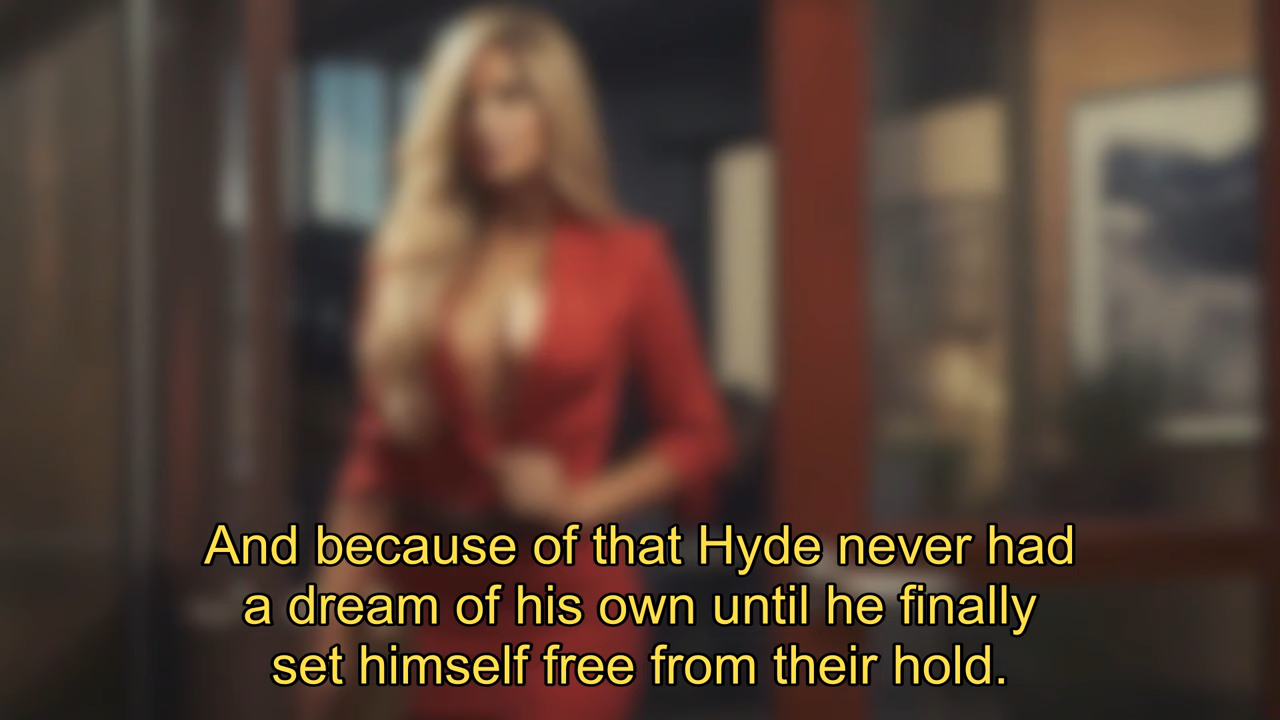 And because of that Hyde never had
a dream of his own until he finally
set himself free from their hold.